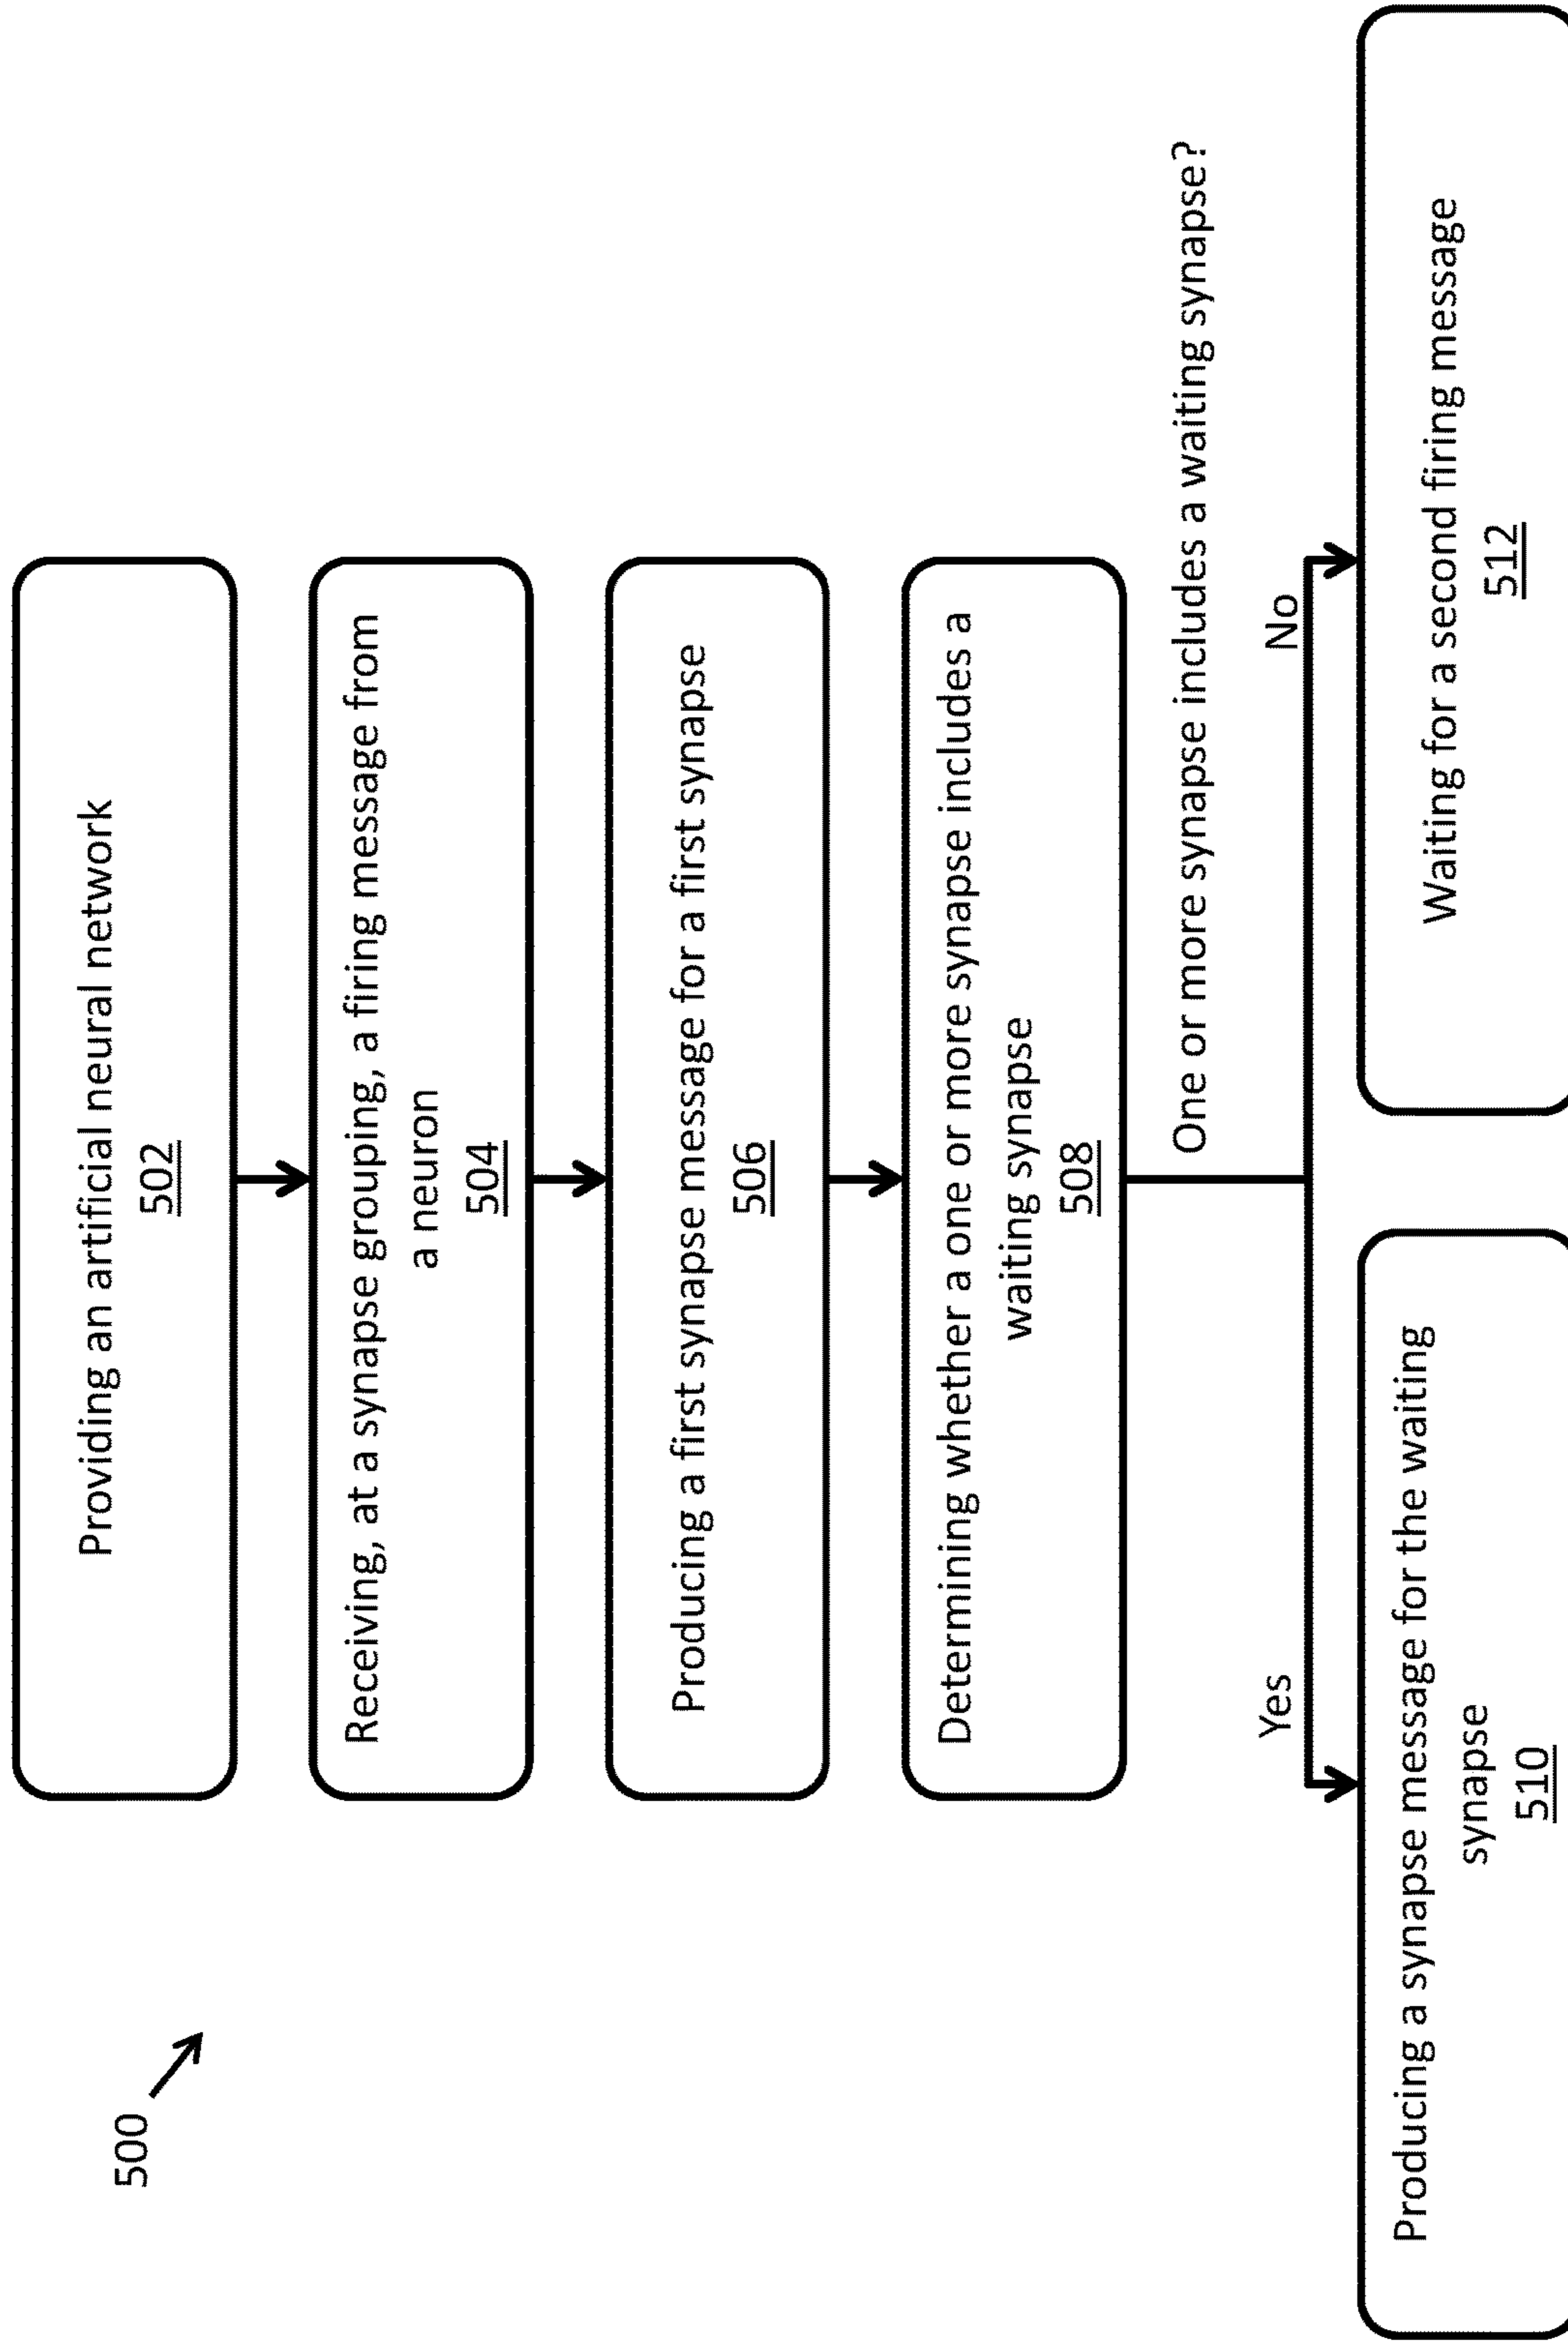 500
Providing an artificial neural network
502
Receiving, at a synapse grouping, a firing message from
a neuron
504
Producing a first synapse message for a first synapse
506
Determining whether a one or more synapse includes a
waiting synapse
508
One or more synapse includes a waiting synapse?
Yes
No
Producing a synapse message for the waiting
synapse
510
Waiting for a second firing message
512